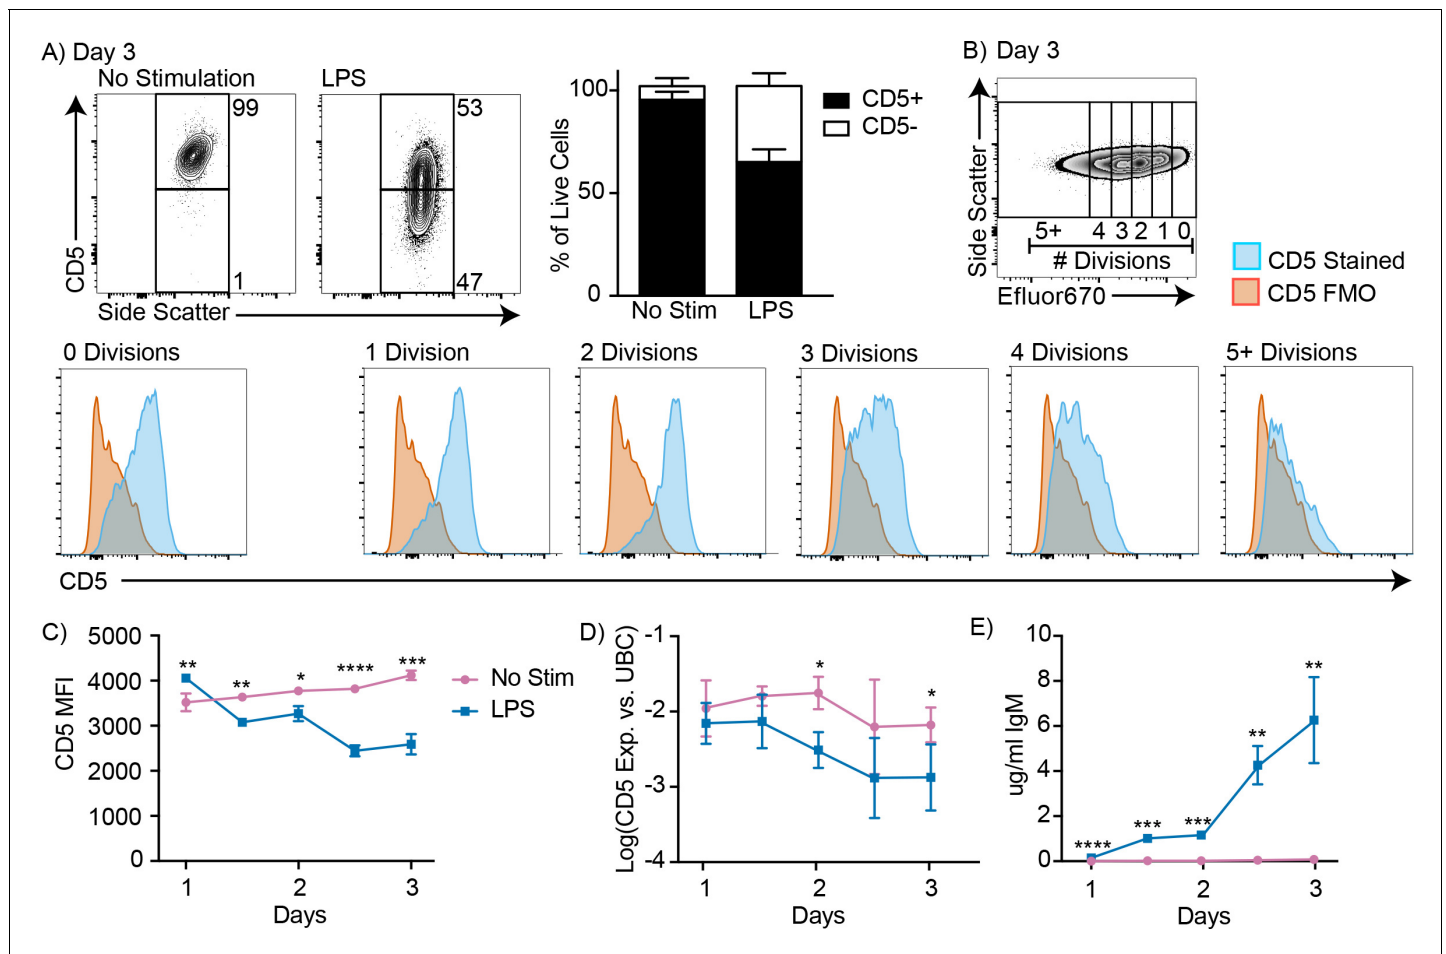 A) Day 3
No Stimulation
LPS
99
1
53
47
CD5
Side Scatter
100
50
0
% of Live Cells
No Stim
LPS
CD5+
CD5-
B) Day 3
Side Scatter
5+ 4 3 2 1 0
# Divisions
Efluor670
CD5 Stained
CD5 FMO
0 Divisions
1 Division
2 Divisions
3 Divisions
4 Divisions
5+ Divisions
CD5
C)
5000
4000
3000
2000
1000
0
CD5 MFI
** ** * **** ***
1 2 3
Days
No Stim
LPS
D)
-1
-2
-3
-4
Log(CD5 Exp. vs. UBC)
* *
1 2 3
Days
E)
10
8
6
4
2
0
ug/ml IgM
**** *** *** ** **
1 2 3
Days